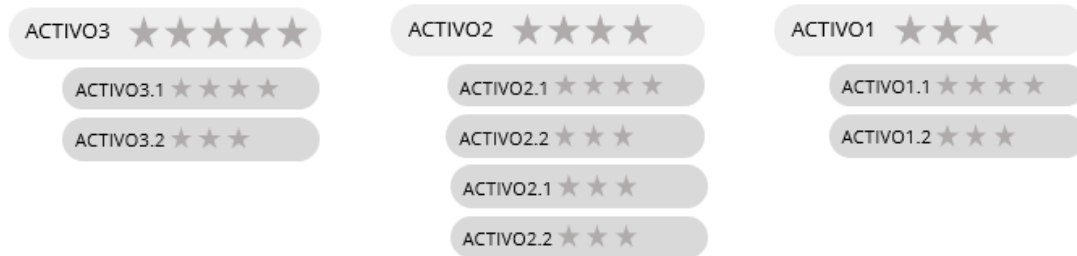 ACTIVO3
ACTIVO3.1
ACTIVO3.2
ACTIVO2
ACTIVO2.1
ACTIVO2.2
ACTIVO2.1
ACTIVO2.2
ACTIVO1
ACTIVO1.1
ACTIVO1.2